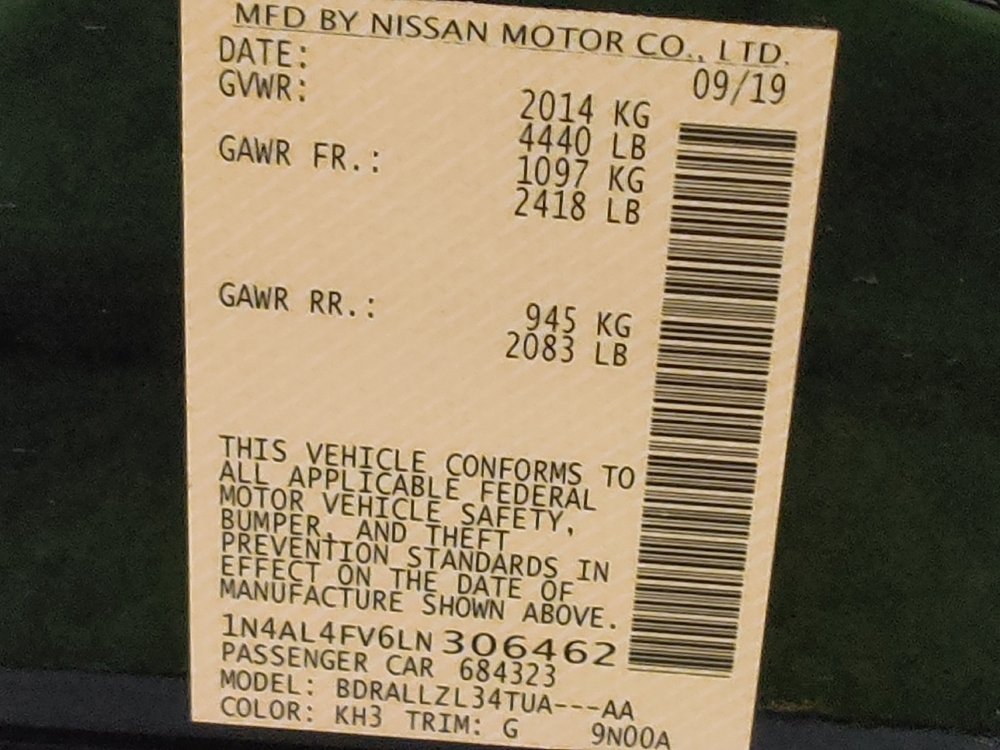 MFD BY NISSAN MOTOR CO., LTD.
DATE: 09/19
GVWR: 2014 KG
4440 LB
GAWR FR.: 1097 KG
2418 LB
GAWR RR.: 945 KG
2083 LB
THIS VEHICLE CONFORMS TO
ALL APPLICABLE FEDERAL
MOTOR VEHICLE SAFETY,
BUMPER, AND THEFT
PREVENTION STANDARDS IN
EFFECT ON THE DATE OF
MANUFACTURE SHOWN ABOVE.
1N4AL4FV6LN 306462
PASSENGER CAR 684323
MODEL: BDRALLZL34TUA---AA
COLOR: KH3 TRIM: G 9N00A